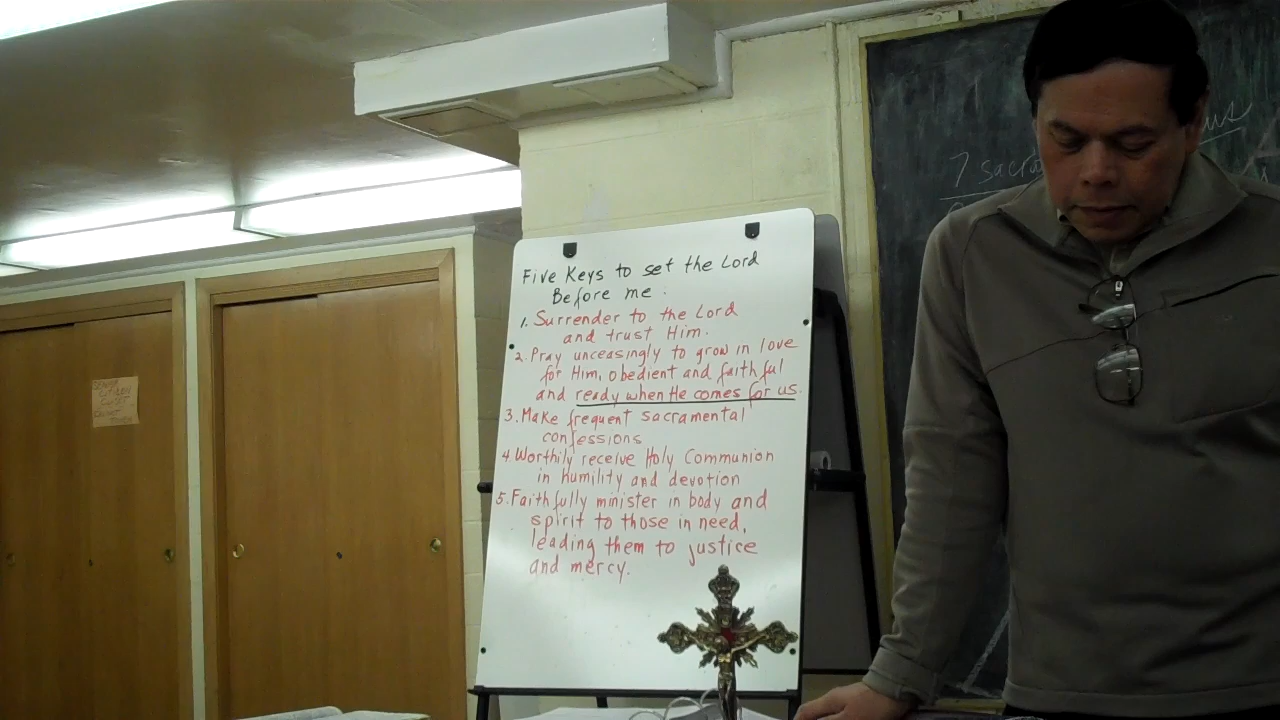 Five Keys to set the Lord
Before me.
1. Surrender to the Lord
and trust Him.
2. Pray unceasingly to grow in love
for Him, obedient and faithful
and ready when He comes for us.
3. Make frequent sacramental
confessions
4. Worthily receive Holy Communion
in humility and devotion
5. Faithfully minister in body and
spirit to those in need,
leading them to justice
and mercy.
SENIOR
CITIZEN
CLOSET
7